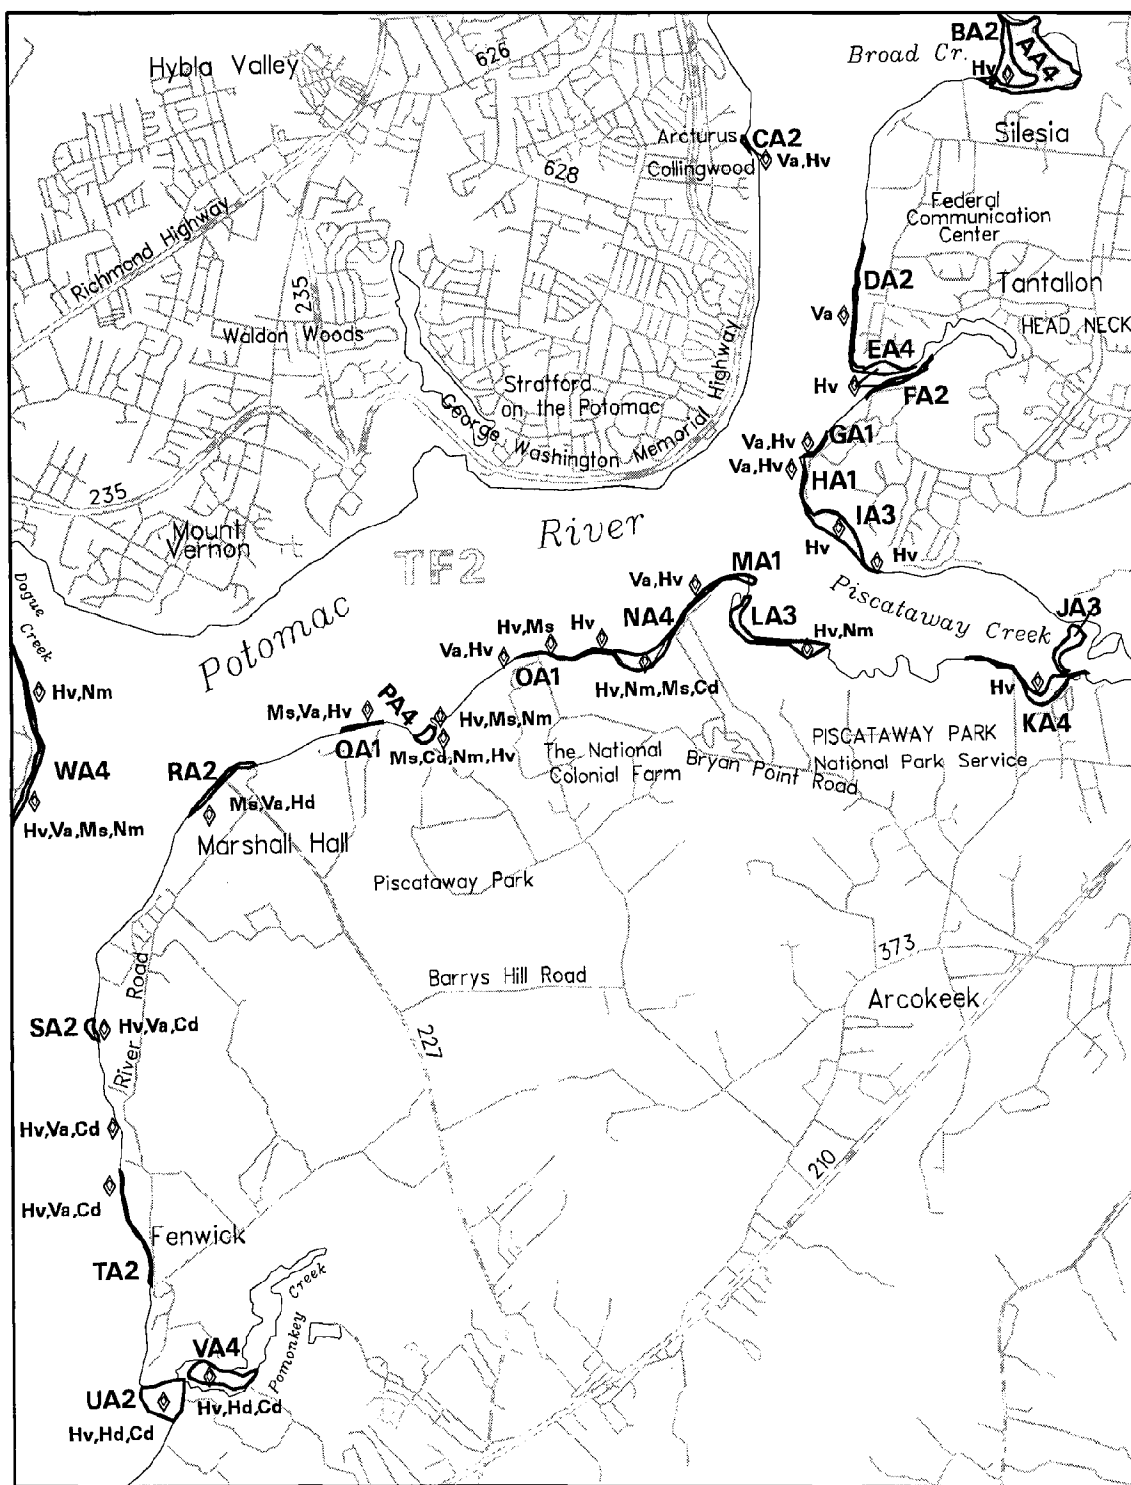 BA2
626
Broad Cr.
AA4
Hybla Valley
Hv
Silesia
Arcturus
CA2
Va,Hv
Collingwood
628
Federal
Communication
Center
Richmond Highway
DA2
Tantallon
235
Va
HEAD NECK
Waldon Woods
EA4
Stratford
on the Potomac
Hv
FA2
George Washington Memorial Highway
Va,Hv
GA1
Va,Hv
HA1
235
IA3
Mount
Vernon
River
Hv
Hv
TF2
MA1
Dogue Creek
Va,Hv
Piscataway Creek
JA3
Potomac
NA4
LA3
Hv,Ms
Hv
Hv,Nm
Va,Hv
OA1
Hv,Nm
Hv,Nm,Ms,Cd
Hv
PA4
Ms,Va,Hv
Hv,Ms,Nm
KA4
OA1
PISCATAWAY PARK
National Park Service
Ms,Cd,Nm,Hv
The National
Colonial Farm
Bryan Point Road
WA4
RA2
Ms,Va,Hd
Hv,Va,Ms,Nm
Marshall Hall
Piscataway Park
373
River Road
Barrys Hill Road
Arcokeek
SA2
Hv,Va,Cd
227
River
Hv,Va,Cd
210
Hv,Va,Cd
Fenwick
TA2
Pomonkey Creek
VA4
UA2
Hv,Hd,Cd
Hv,Hd,Cd